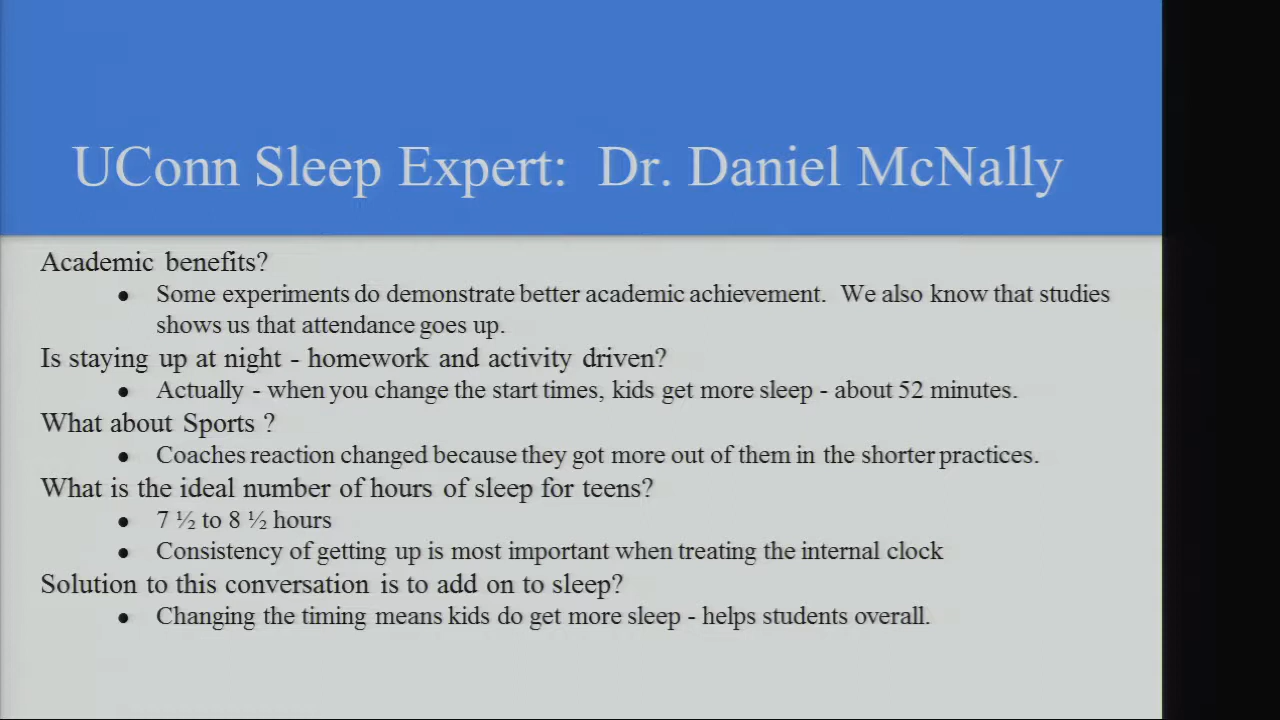 UConn Sleep Expert: Dr. Daniel McNally
Academic benefits?
● Some experiments do demonstrate better academic achievement. We also know that studies
shows us that attendance goes up.
Is staying up at night - homework and activity driven?
● Actually - when you change the start times, kids get more sleep - about 52 minutes.
What about Sports ?
● Coaches reaction changed because they got more out of them in the shorter practices.
What is the ideal number of hours of sleep for teens?
● 7 ½ to 8 ½ hours
● Consistency of getting up is most important when treating the internal clock
Solution to this conversation is to add on to sleep?
● Changing the timing means kids do get more sleep - helps students overall.